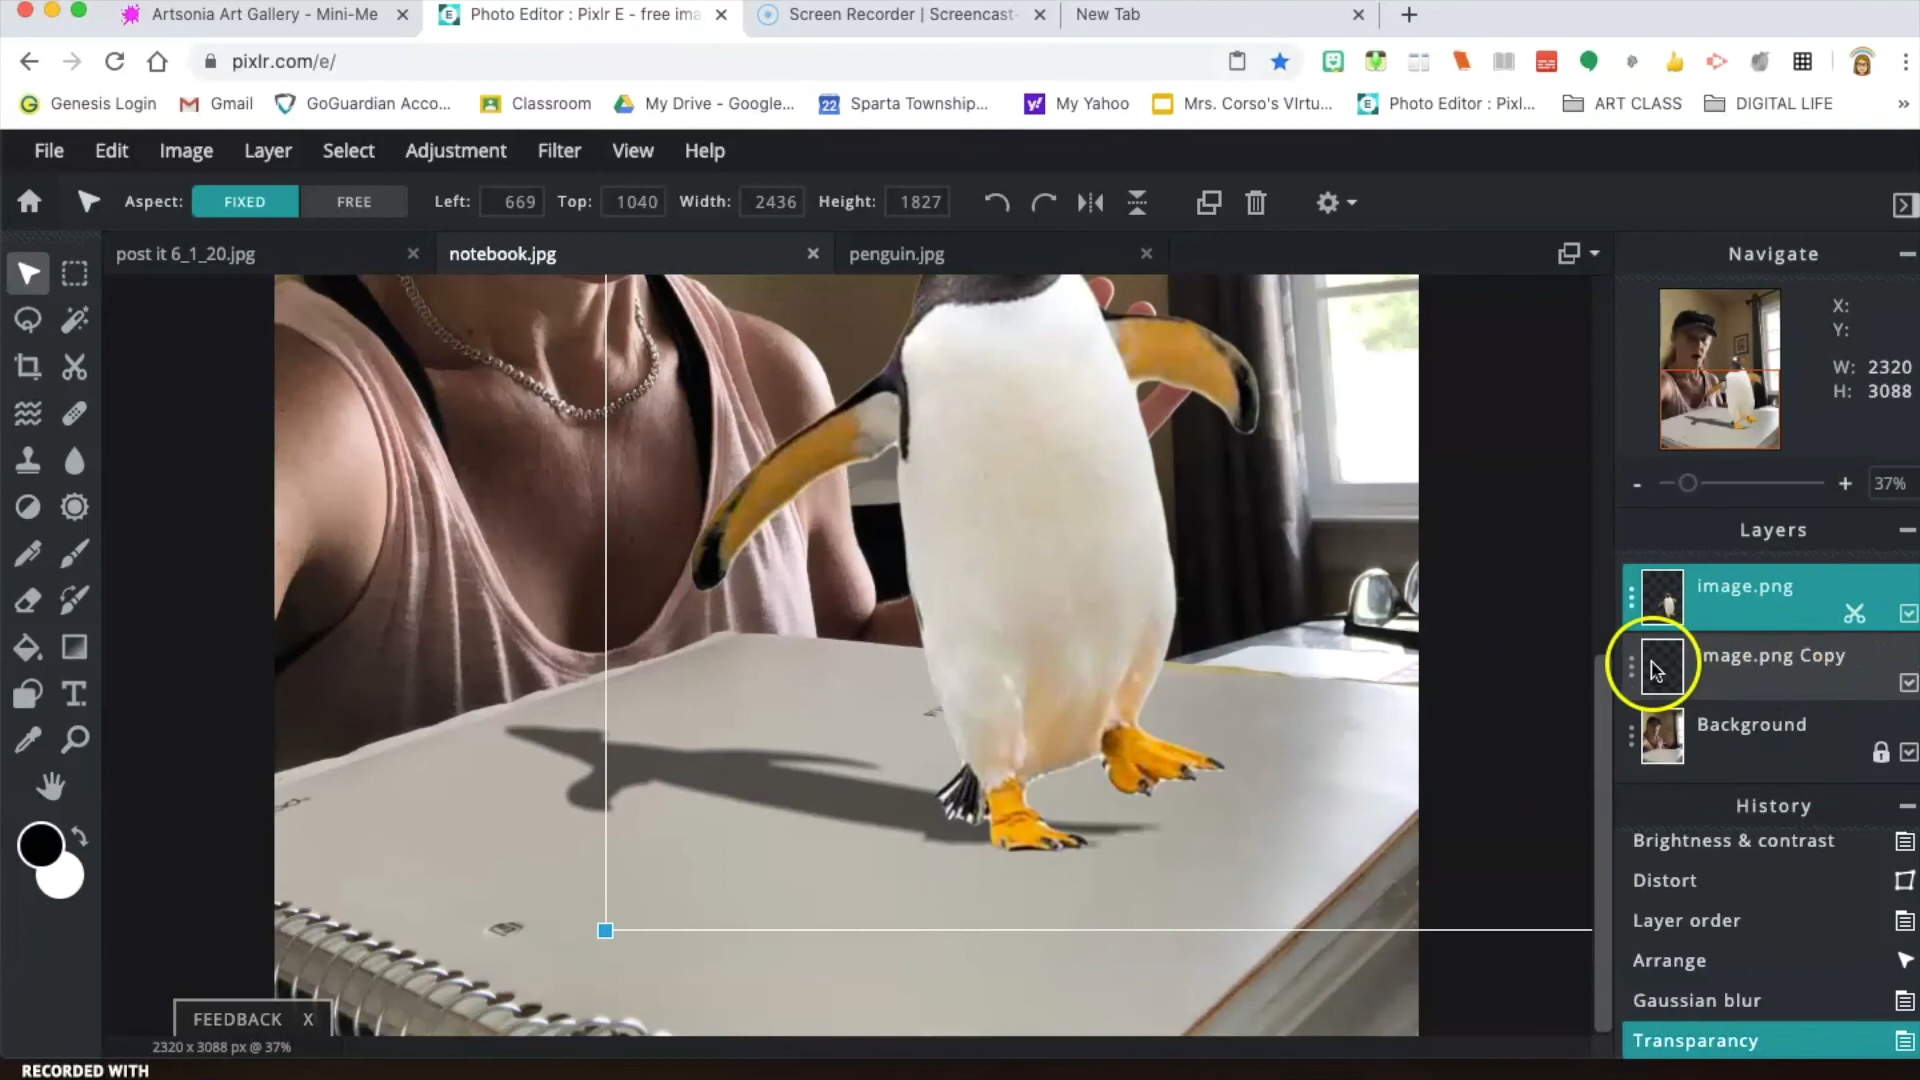 Artsonia Art Gallery - Mini-Me
Photo Editor : Pixlr E - free ima
Screen Recorder | Screencast-
New Tab
pixlr.com/e/
Genesis Login
Gmail
GoGuardian Acco...
Classroom
My Drive - Google...
22
Sparta Township...
My Yahoo
Mrs. Corso's VIrtu...
Photo Editor : Pixl...
ART CLASS
DIGITAL LIFE
File
Edit
Image
Layer
Select
Adjustment
Filter
View
Help
Aspect:
FIXED
FREE
Left:
669
Top:
1040
Width:
2436
Height:
1827
post it 6_1_20.jpg
notebook.jpg
penguin.jpg
Navigate
X:
Y:
W: 2320
H: 3088
37%
Layers
image.png
mage.png Copy
Background
History
Brightness & contrast
Distort
Layer order
Arrange
Gaussian blur
Transparancy
FEEDBACK X
2320 x 3088 px @ 37%
RECORDED WITH